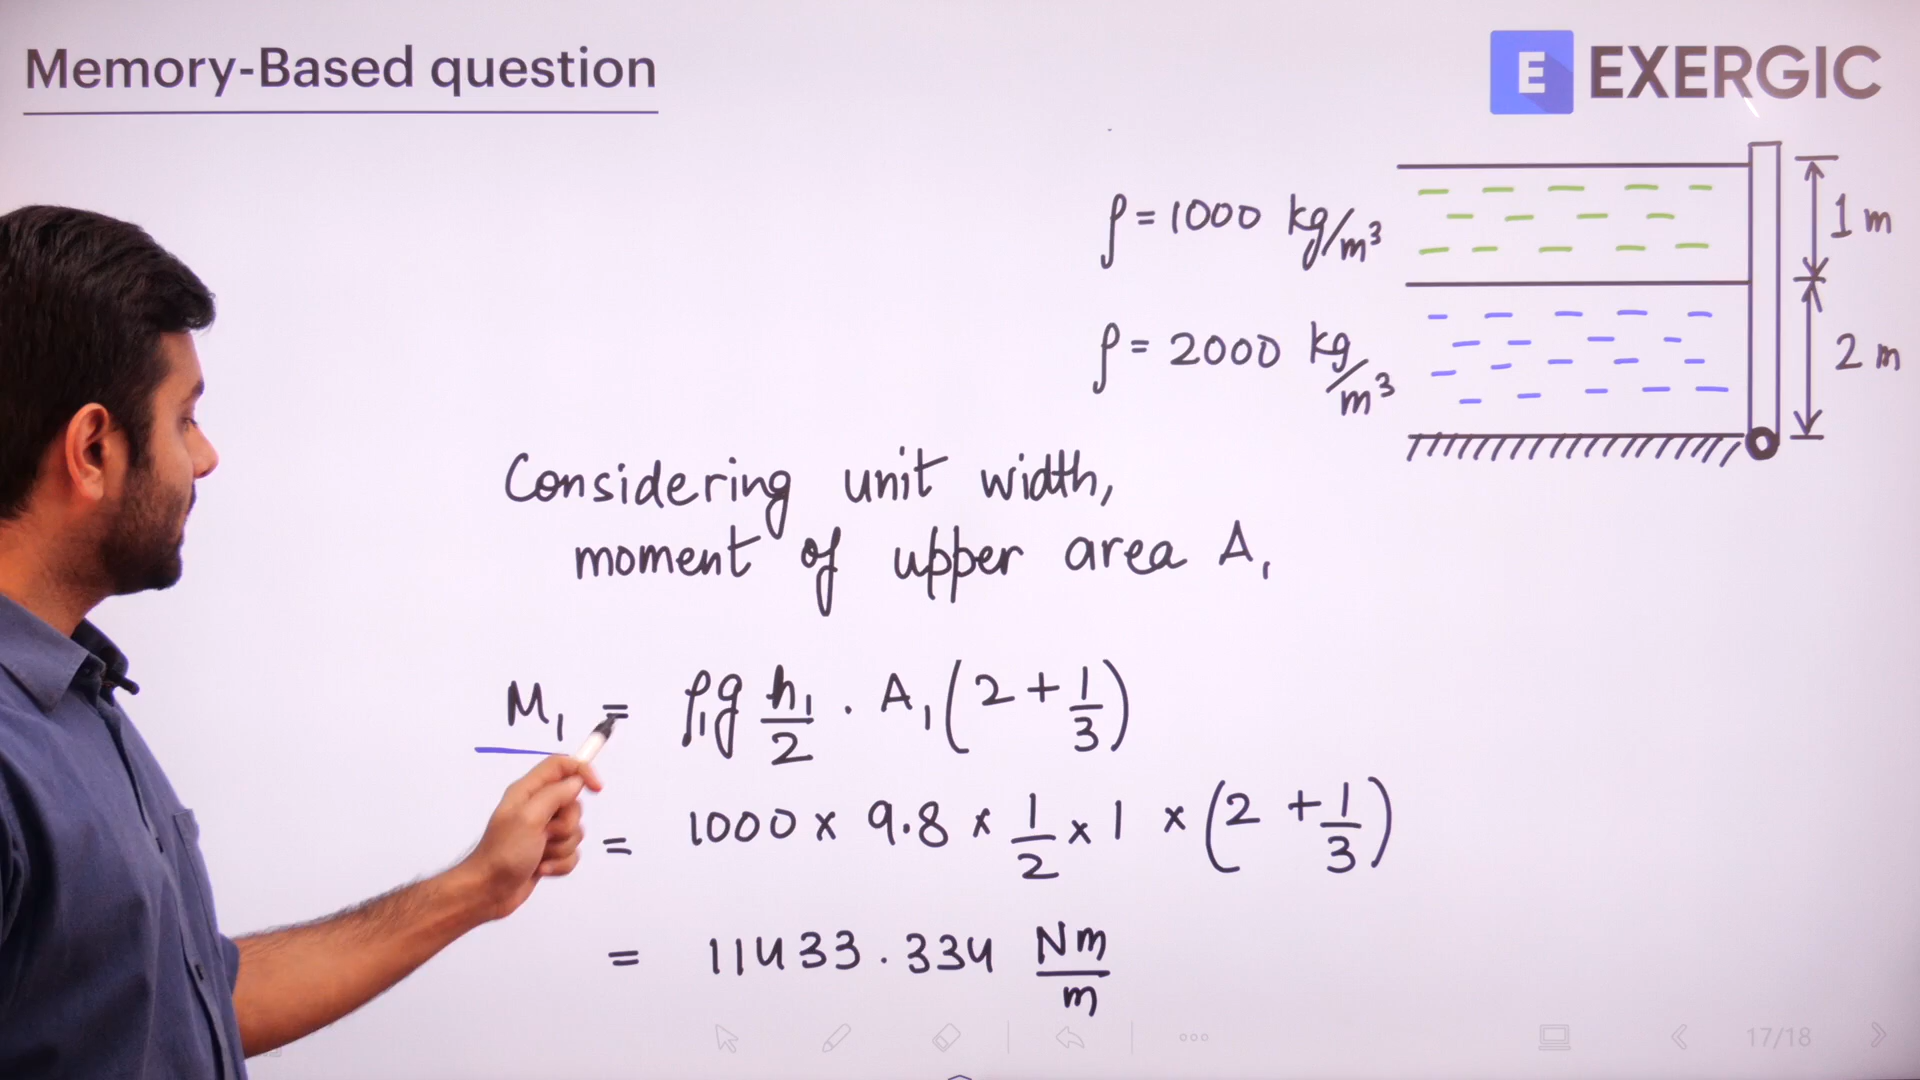 Memory-Based question
E EXERGIC
ρ = 1000 kg/m³
1 m
ρ = 2000 kg/m³
2 m
Considering unit width,
moment of upper area A₁
M₁ = ρ₁g h₁/2 . A₁(2 + 1/3)
= 1000 × 9.8 × 1/2 × 1 × (2 + 1/3)
= 11433.334 Nm/m
17/18